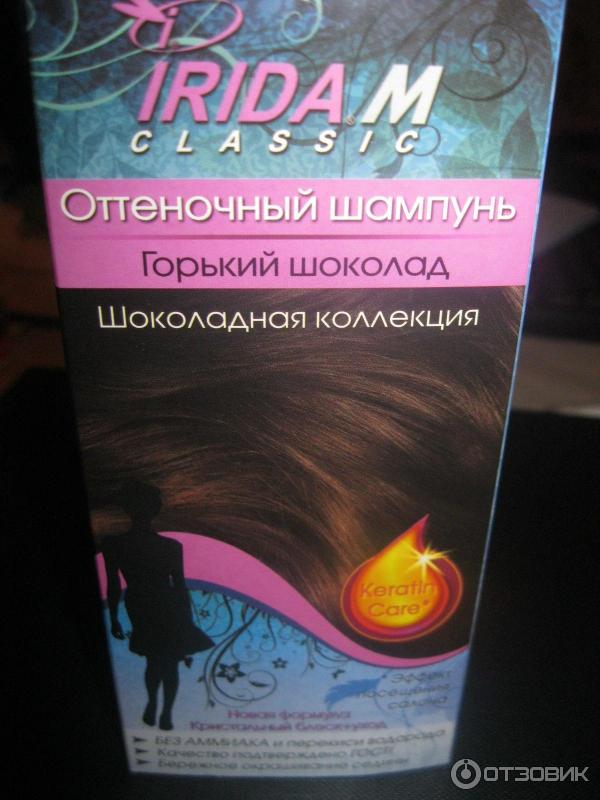 i.
IRIDA.M
CLASSIC
Оттеночный шампунь
Горький шоколад
Шоколадная коллекция
Keratin
Care*
*Эффект
посещения
салона
Новая формула
Кристальный блеск+уход
БЕЗ АММИАКА и перекиси водорода
Качество подтверждено ГОСТ!
Бережное окрашивание седины
ОТЗОВИК